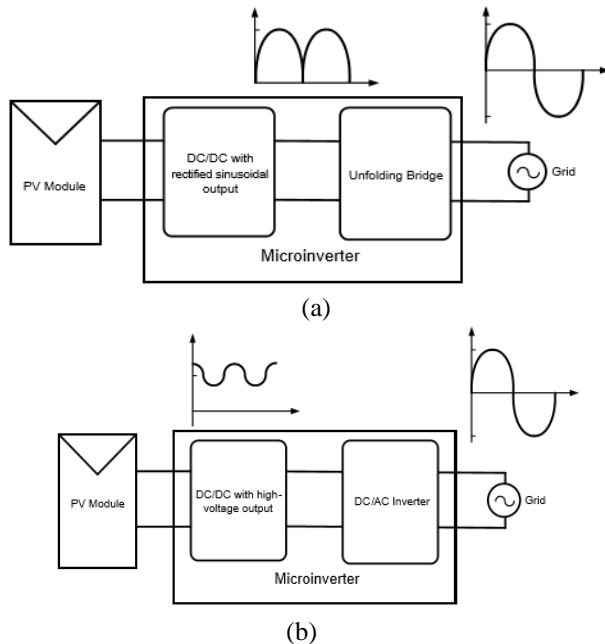 PV Module
DC/DC with
rectified sinusoidal
output
Unfolding Bridge
Grid
Microinverter
(a)
PV Module
DC/DC with high-
voltage output
DC/AC Inverter
Grid
Microinverter
(b)